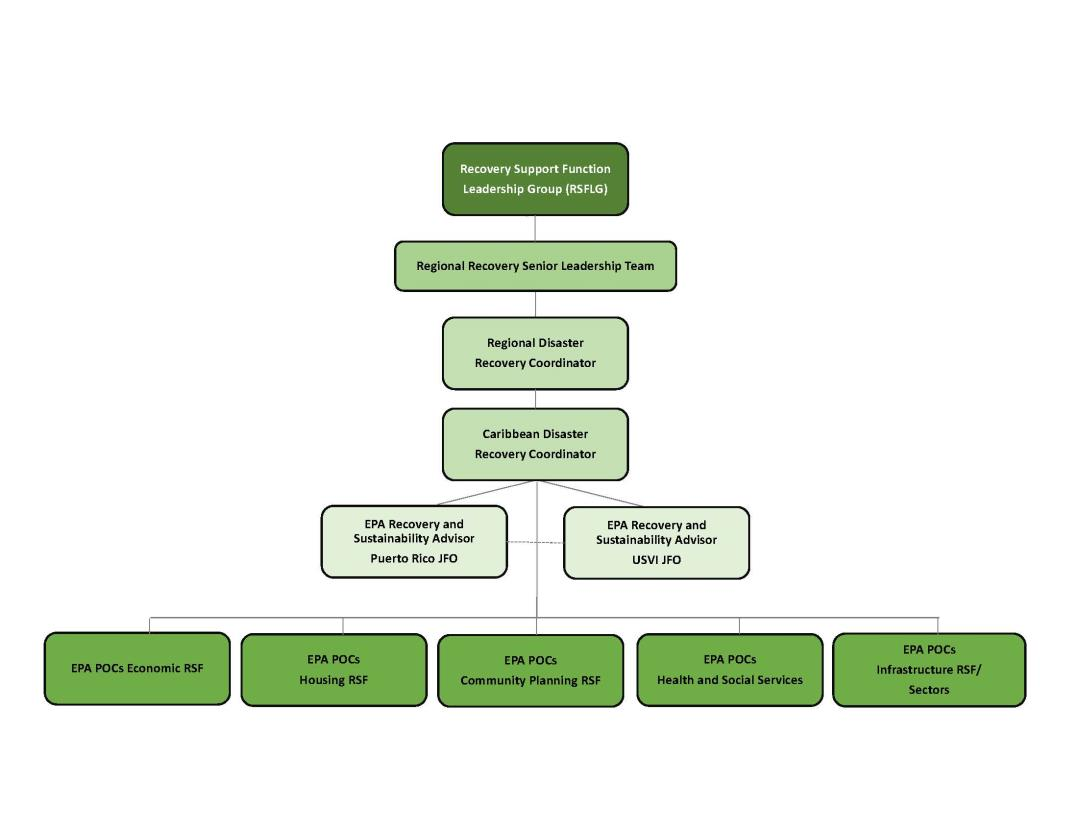 Recovery Support Function
Leadership Group (RSFLG)
Regional Recovery Senior Leadership Team
Regional Disaster
Recovery Coordinator
Caribbean Disaster
Recovery Coordinator
EPA Recovery and
Sustainability Advisor
Puerto Rico JFO
EPA Recovery and
Sustainability Advisor
USVI JFO
EPA POCs Economic RSF
EPA POCs
Housing RSF
EPA POCs
Community Planning RSF
EPA POCs
Health and Social Services
EPA POCs
Infrastructure RSF/
Sectors